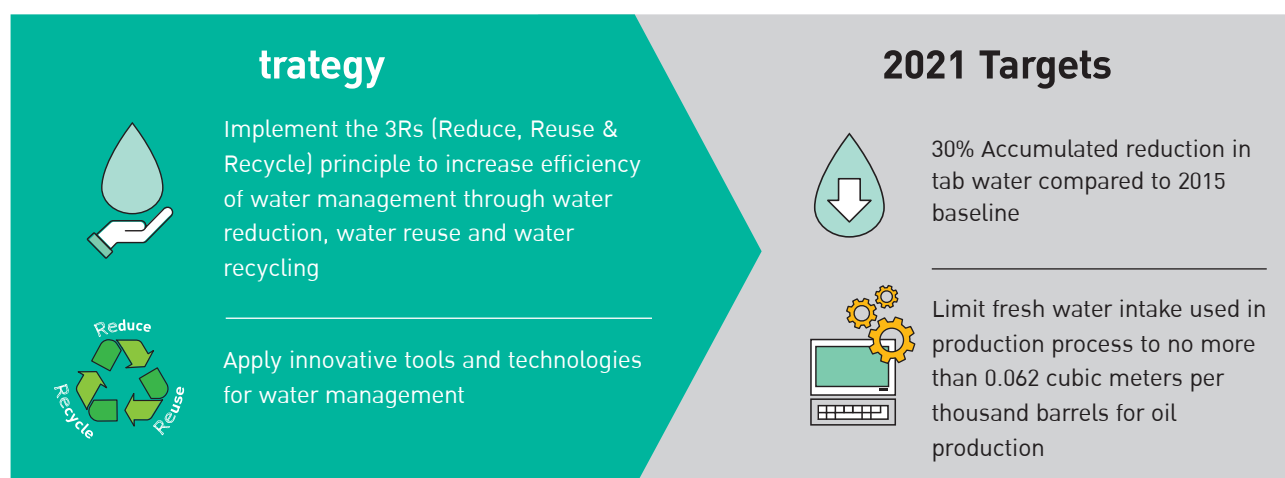 trategy
Implement the 3Rs (Reduce, Reuse &
Recycle) principle to increase efficiency
of water management through water
reduction, water reuse and water
recycling
Reduce
Recycle
Reuse
Apply innovative tools and technologies
for water management
2021 Targets
30% Accumulated reduction in
tab water compared to 2015
baseline
Limit fresh water intake used in
production process to no more
than 0.062 cubic meters per
thousand barrels for oil
production